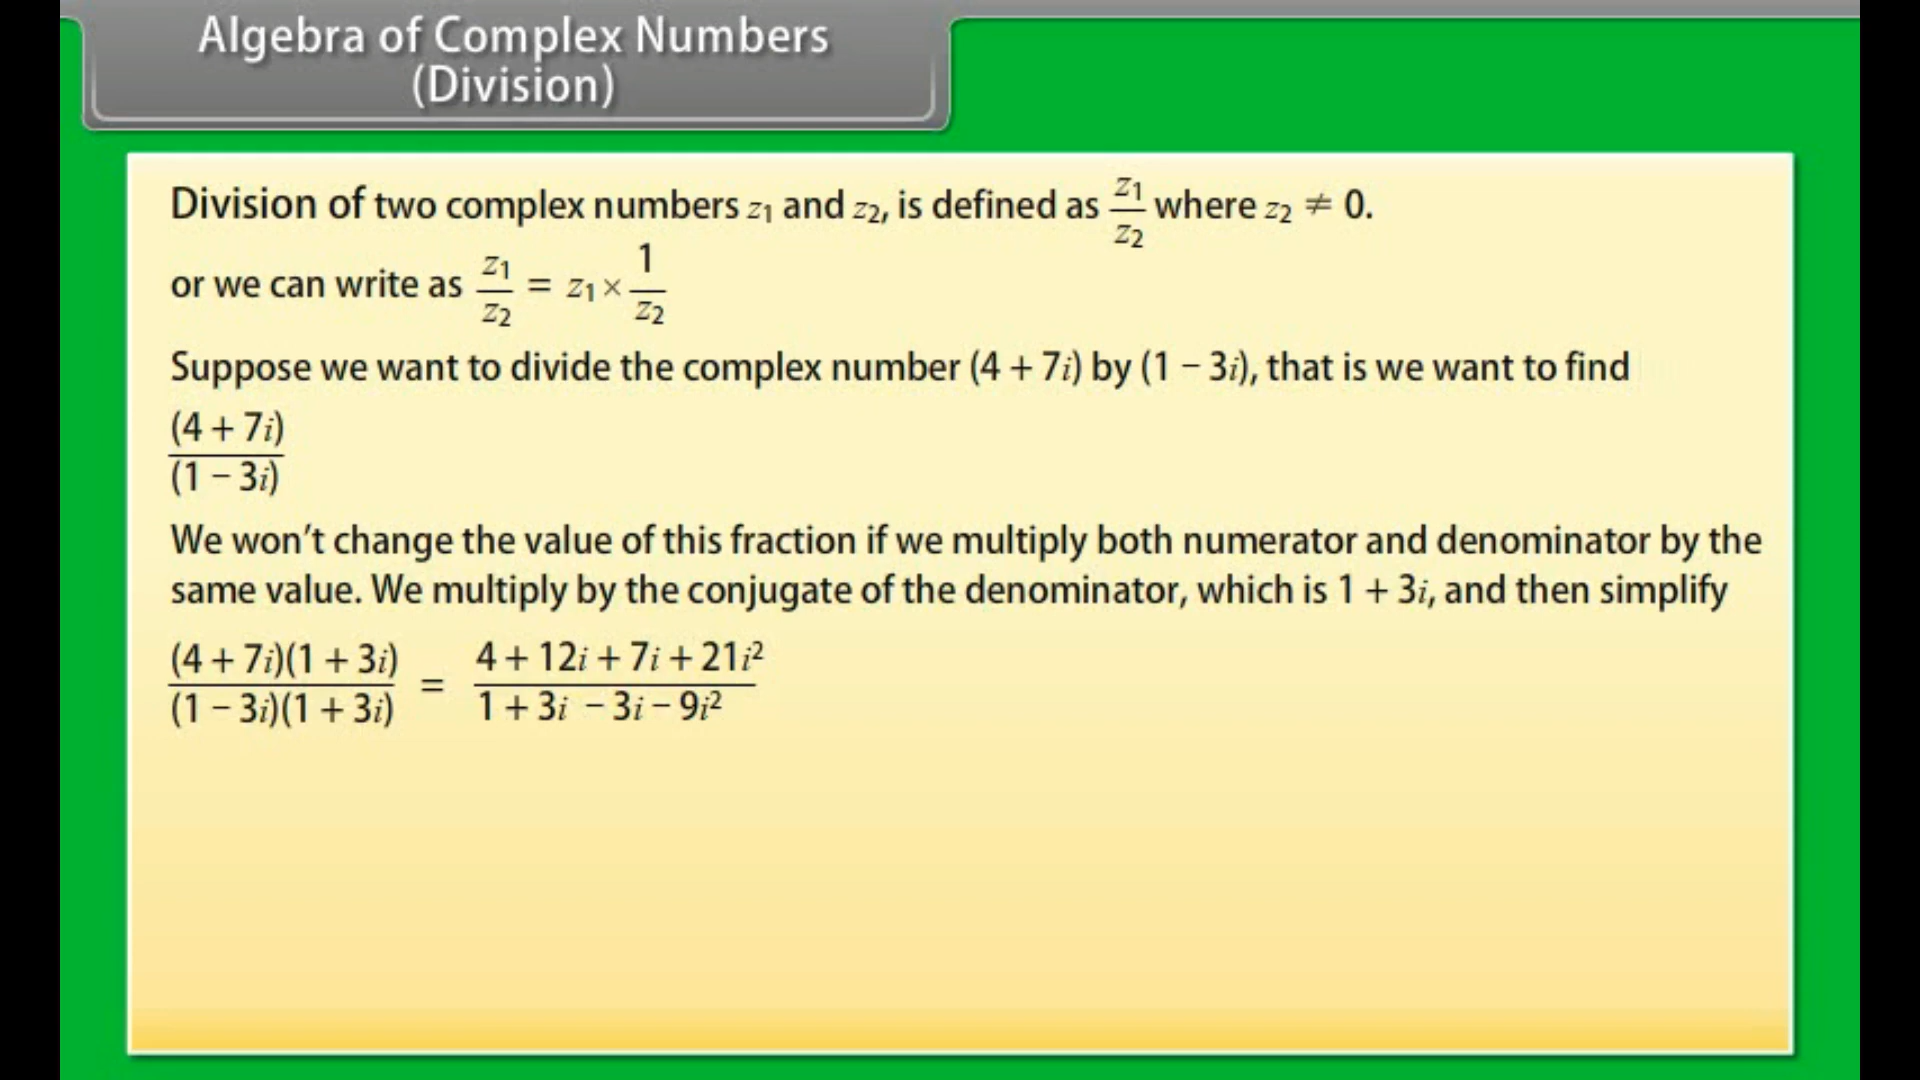 Algebra of Complex Numbers
(Division)
Division of two complex numbers z₁ and z₂, is defined as z₁/z₂ where z₂ ≠ 0.
or we can write as z₁/z₂ = z₁ × 1/z₂
Suppose we want to divide the complex number (4 + 7i) by (1 − 3i), that is we want to find
(4 + 7i)/(1 − 3i)
We won’t change the value of this fraction if we multiply both numerator and denominator by the
same value. We multiply by the conjugate of the denominator, which is 1 + 3i, and then simplify
(4 + 7i)(1 + 3i)/(1 − 3i)(1 + 3i) = 4 + 12i + 7i + 21i²/1 + 3i − 3i − 9i²